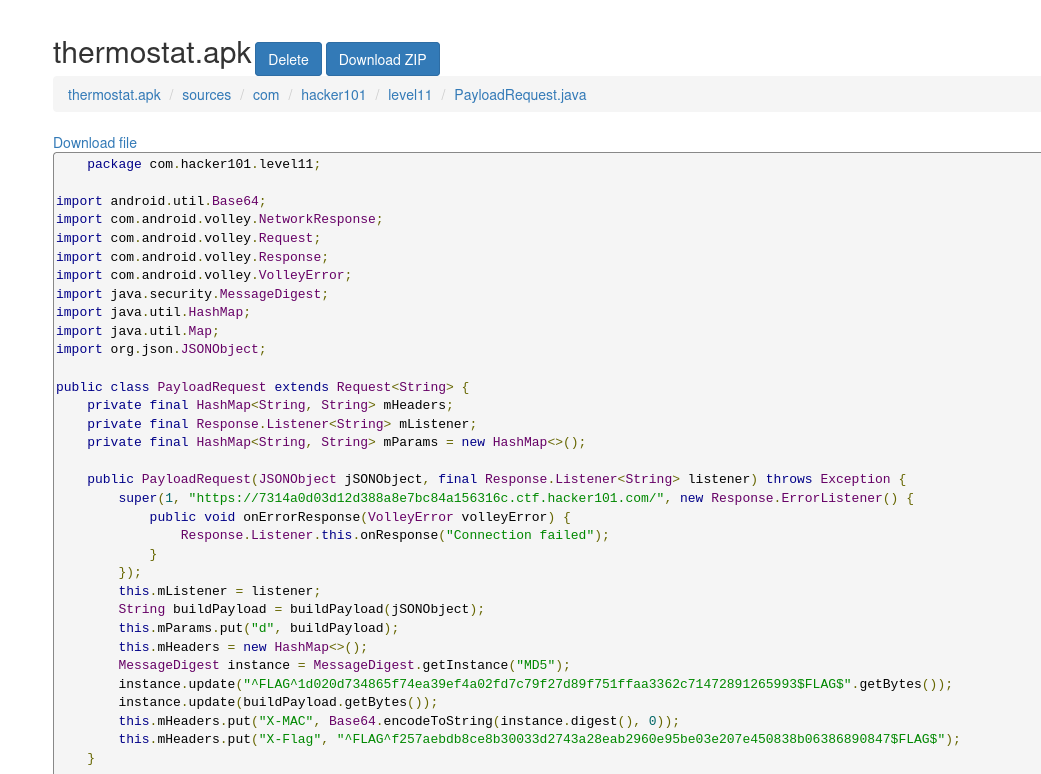 thermostat.apk Delete Download ZIP
thermostat.apk / sources / com / hacker101 / level11 / PayloadRequest.java
Download file
package com.hacker101.level11;
import android.util.Base64;
import com.android.volley.NetworkResponse;
import com.android.volley.Request;
import com.android.volley.Response;
import com.android.volley.VolleyError;
import java.security.MessageDigest;
import java.util.HashMap;
import java.util.Map;
import org.json.JSONObject;
public class PayloadRequest extends Request<String> {
private final HashMap<String, String> mHeaders;
private final Response.Listener<String> mListener;
private final HashMap<String, String> mParams = new HashMap<>();
public PayloadRequest(JSONObject jSONObject, final Response.Listener<String> listener) throws Exception {
super(1, "https://7314a0d03d12d388a8e7bc84a156316c.ctf.hacker101.com/", new Response.ErrorListener() {
public void onErrorResponse(VolleyError volleyError) {
Response.Listener.this.onResponse("Connection failed");
}
});
this.mListener = listener;
String buildPayload = buildPayload(jSONObject);
this.mParams.put("d", buildPayload);
this.mHeaders = new HashMap<>();
MessageDigest instance = MessageDigest.getInstance("MD5");
instance.update("^FLAG^1d020d734865f74ea39ef4a02fd7c79f27d89f751ffaa3362c71472891265993$FLAG$".getBytes());
instance.update(buildPayload.getBytes());
this.mHeaders.put("X-MAC", Base64.encodeToString(instance.digest(), 0));
this.mHeaders.put("X-Flag", "^FLAG^f257aebdb8ce8b30033d2743a28eab2960e95be03e207e450838b06386890847$FLAG$");
}